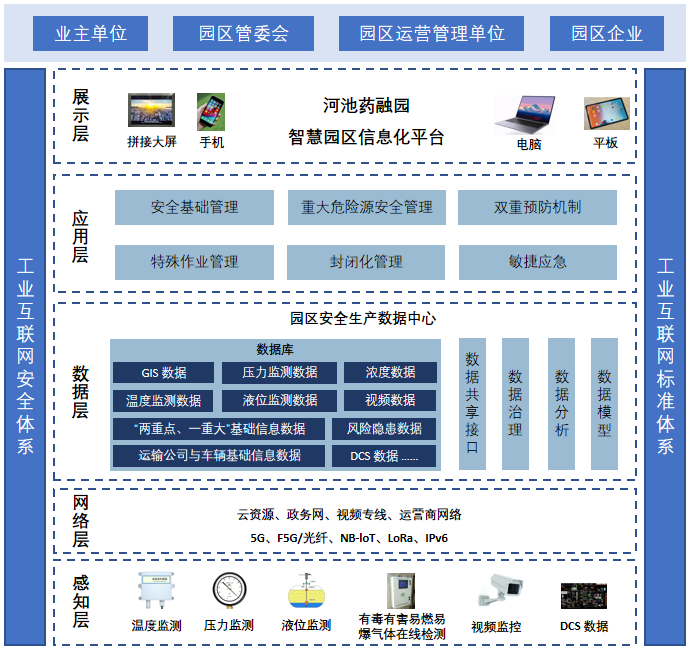 业主单位
园区管委会
园区运营管理单位
园区企业
工业互联网安全体系
展示层
拼接大屏
手机
河池药融园
智慧园区信息化平台
电脑
平板
应用层
安全基础管理
重大危险源安全管理
双重预防机制
特殊作业管理
封闭化管理
敏捷应急
数据层
园区安全生产数据中心
数据库
GIS 数据
压力监测数据
浓度数据
温度监测数据
液位监测数据
视频数据
“两重点、一重大”基础信息数据
风险隐患数据
运输公司与车辆基础信息数据
DCS 数据 ......
数据共享接口
数据治理
数据分析
数据模型
网络层
云资源、政务网、视频专线、运营商网络
5G、F5G/光纤、NB-IoT、LoRa、IPv6
感知层
温度监测
压力监测
液位监测
有毒有害易燃易
爆气体在线检测
视频监控
DCS 数据
工业互联网标准体系